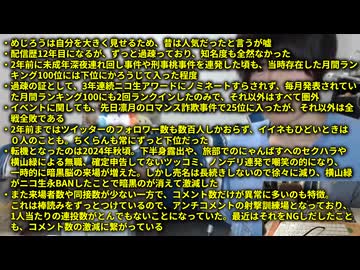 ・めじろうは自分を大きく見せるため、昔は人気だったと言うが嘘
・配信歴12年目になるが、ずっと過疎っており、知名度も全然なかった
・2年前に未成年深夜連れ回し事件や刑事桃事件を連発した頃も、当時存在した月間ラン
キング100位には下位にかろうじて入った程度
・過疎の証として、3年連続ニコ生アワードにノミネートすらされず、毎月発表されてい
た月間ランキング100にも2回ランクインしたのみで、それ以外はすべて圏外
・イベントに関しても、先日凛月のロマンス詐欺事件で25位に入ったが、それ以外は全
戦全敗である
・2年前まではツイッターのフォロワー数も数百人しかおらず、イイネもひどいときは
０人のことも、ちくらんも常にずっと下位だった
・転機となったのは2024年秋頃、下半身露出や、旅部でのにゃんぱすへのセクハラや
横山緑による無職、確定申告してないツッコミ、ノンデリ連発で嘲笑の的になり、
一時的に暗黒脳の来場が増えた。しかし売名は長続きしないので徐々に減り、横山緑
がニコ生永BANしたことで暗黒のガが消えて激減した
・また来場者数や同接数が少ない一方で、コメント数だけが異常に多いのも特徴。
これは棒読みをずっとつけているので、アンチコメントの射撃訓練場となっており、
1人当たりの連投数がとんでもないことになっていた。最近はそれをNGしだしたこと
も、コメント数の激減に繋がっている